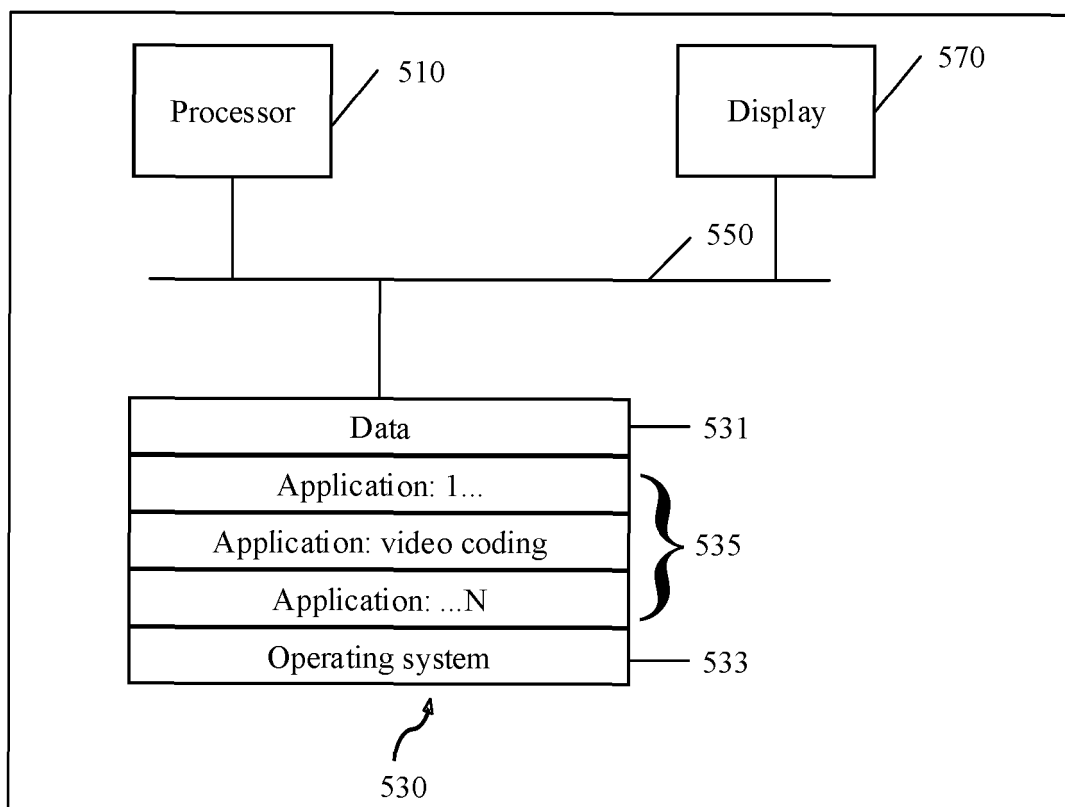 Processor
510
Display
570
550
Data
531
Application: 1...
Application: video coding
535
Application: ...N
Operating system
533
530